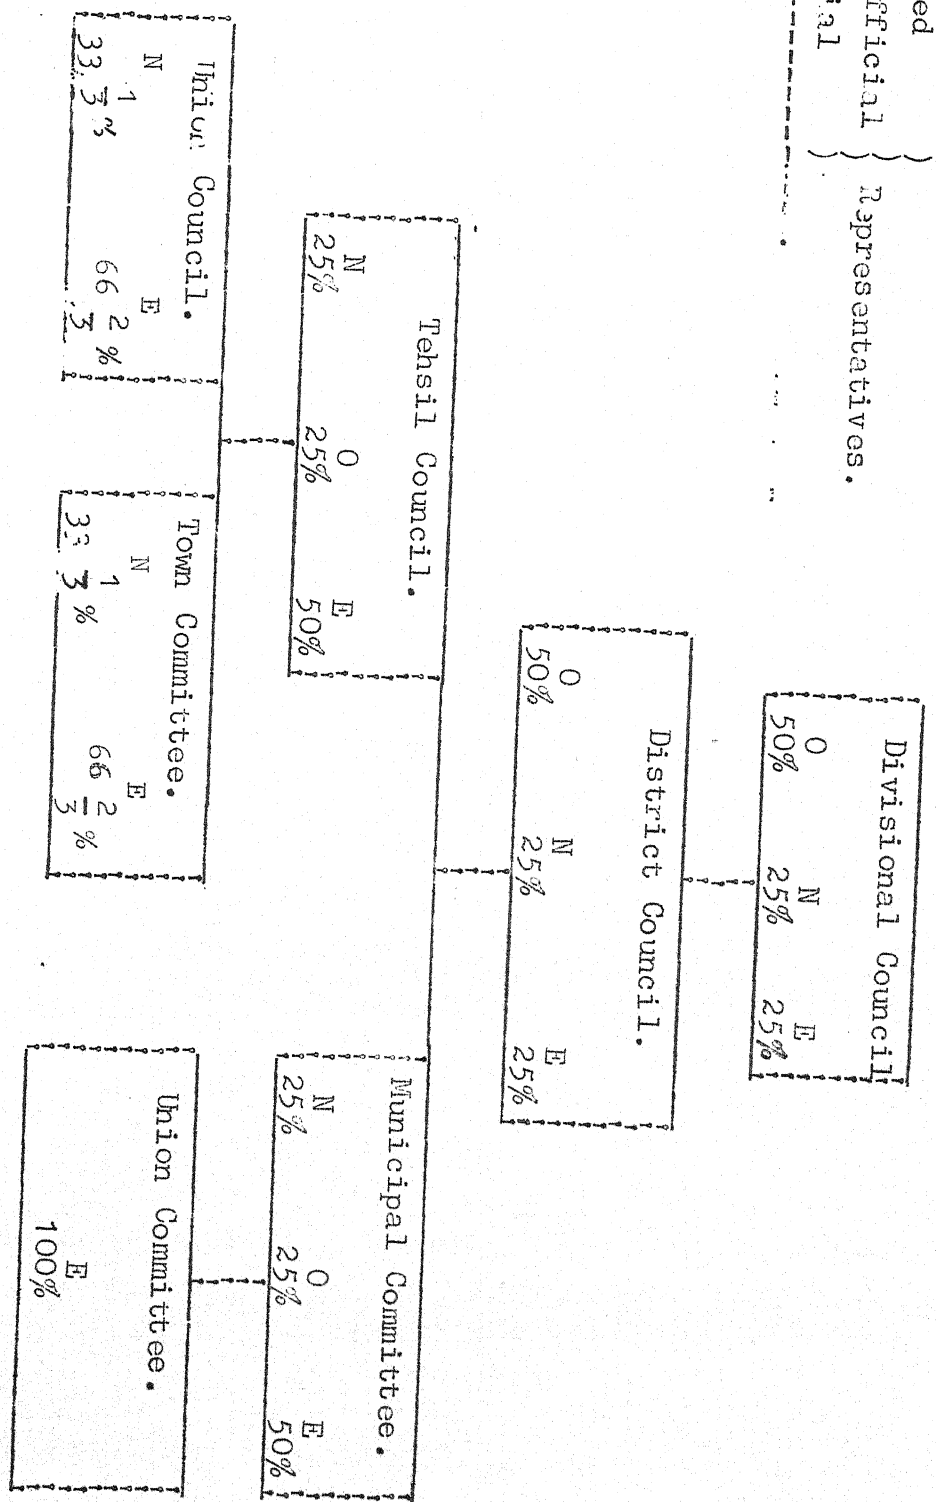 ed )
fficial ) Representatives.
ial )
Divisional Council
O N E
50% 25% 25%
District Council.
O N E
50% 25% 25%
Tehsil Council.
N O E
25% 25% 50%
Municipal Committee.
N O E
25% 25% 50%
Union Council.
N E
33 1/3 % 66 2/3 %
Town Committee.
N E
33 1/3 % 66 2/3 %
Union Committee.
E
100%